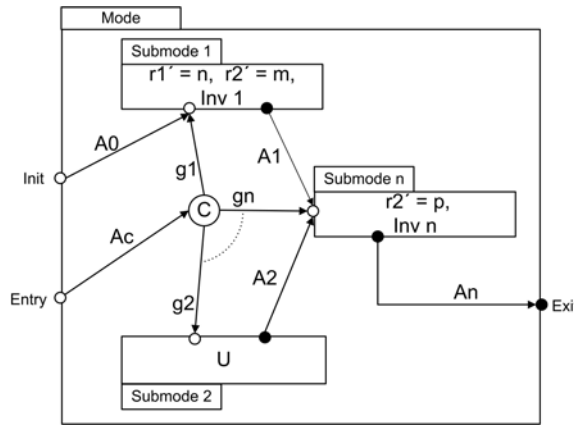 Mode
Submode 1
r1´ = n, r2´ = m,
Inv 1
A0
Init
g1
A1
Submode n
gn
C
r2´ = p,
Inv n
Ac
A2
An
Entry
g2
Exi
U
Submode 2